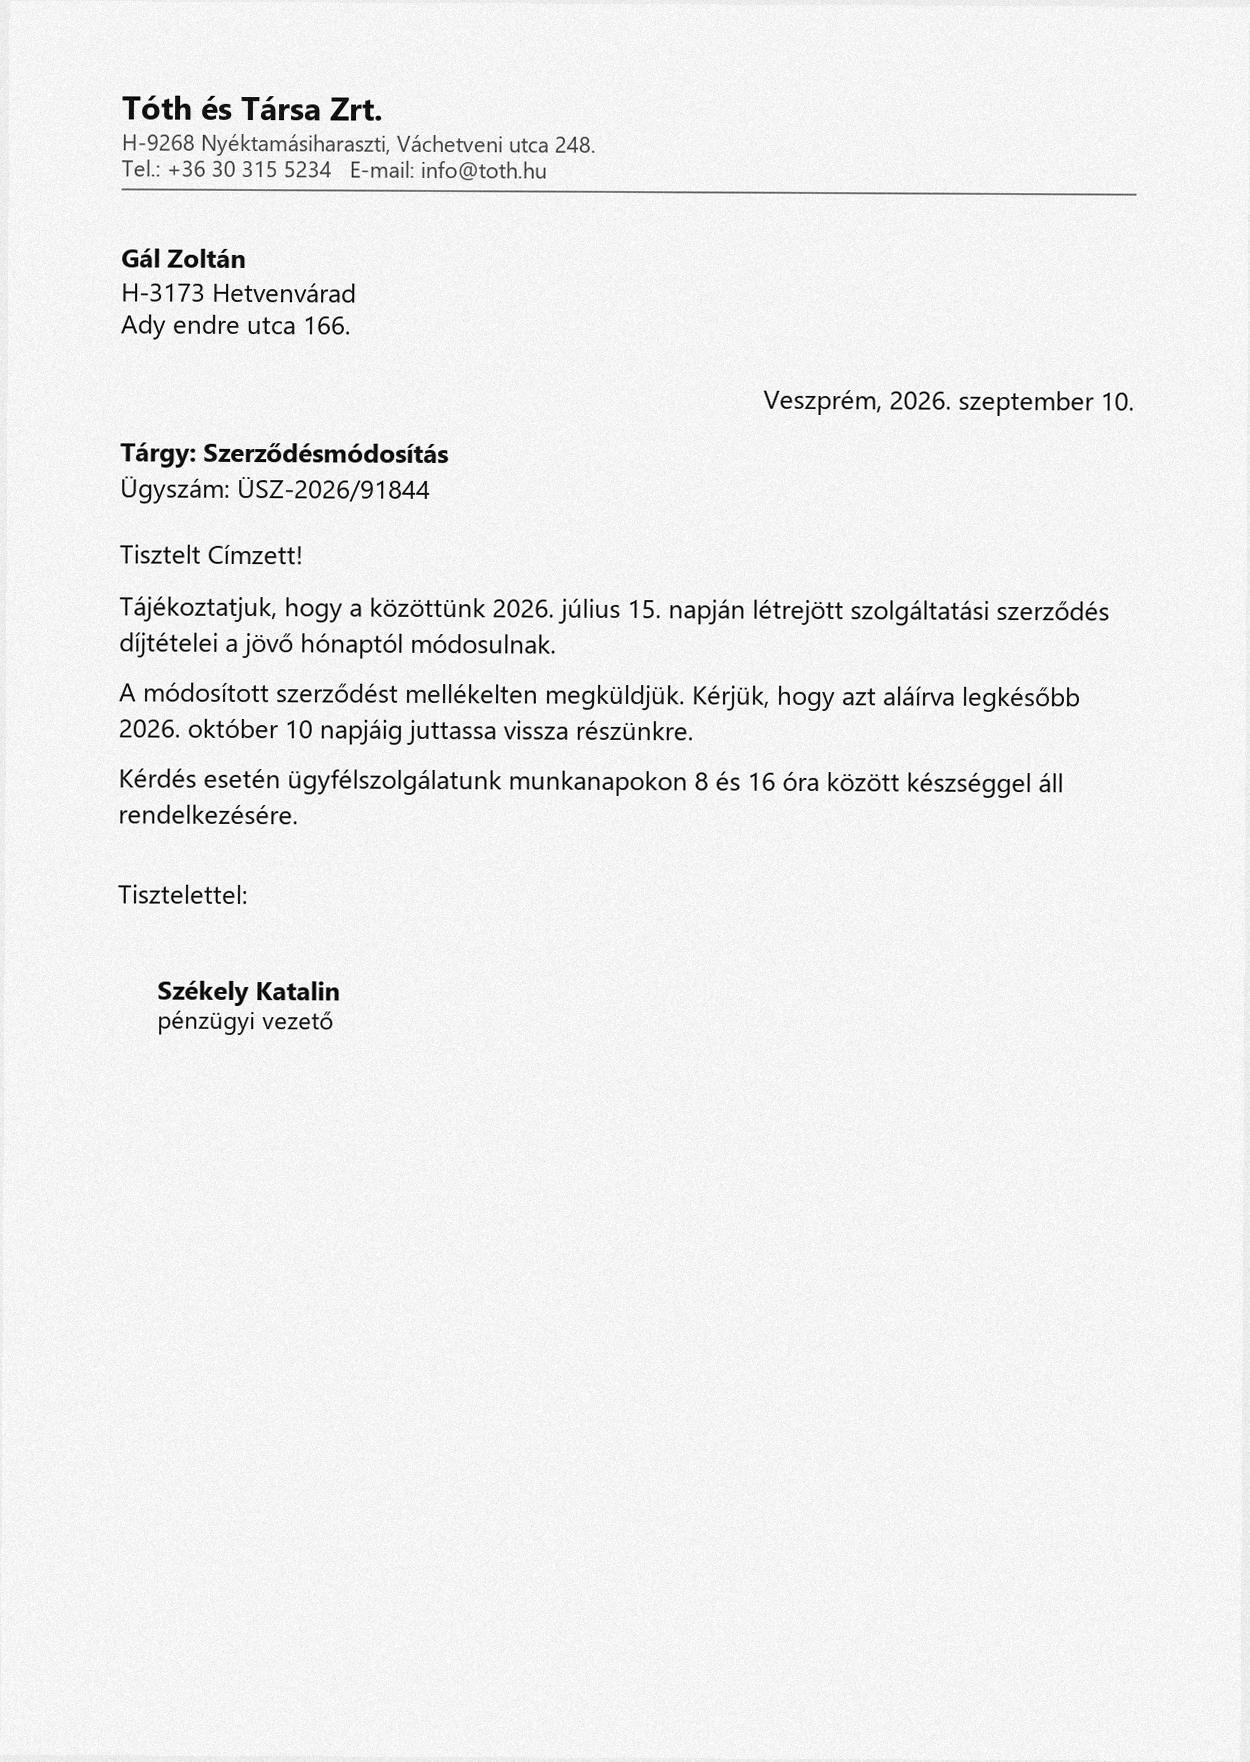 Tóth és Társa Zrt.
H-9268 Nyéktamásiharaszti, Váchetveni utca 248.
Tel.: +36 30 315 5234 E-mail: info@toth.hu
Gál Zoltán
H-3173 Hetvenvárad
Ady endre utca 166.
Veszprém, 2026. szeptember 10.
Tárgy: Szerződésmódosítás
Ügyszám: ÜSZ-2026/91844
Tisztelt Címzett!
Tájékoztatjuk, hogy a közöttünk 2026. július 15. napján létrejött szolgáltatási szerződés
díjtételei a jövő hónaptól módosulnak.
A módosított szerződést mellékelten megküldjük. Kérjük, hogy azt aláírva legkésőbb
2026. október 10 napjáig juttassa vissza részünkre.
Kérdés esetén ügyfélszolgálatunk munkanapokon 8 és 16 óra között készséggel áll
rendelkezésére.
Tisztelettel:
Székely Katalin
pénzügyi vezető